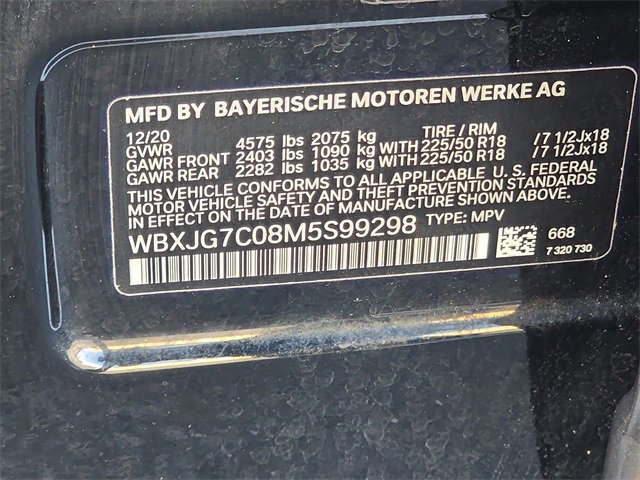 MFD BY BAYERISCHE MOTOREN WERKE AG
12/20 TIRE / RIM
GVWR 4575 lbs 2075 kg
GAWR FRONT 2403 lbs 1090 kg WITH 225/50 R18 /7 1/2Jx18
GAWR REAR 2282 lbs 1035 kg WITH 225/50 R18 /7 1/2Jx18
THIS VEHICLE CONFORMS TO ALL APPLICABLE U. S. FEDERAL
MOTOR VEHICLE SAFETY AND THEFT PREVENTION STANDARDS
IN EFFECT ON THE DATE OF MANUFACTURE SHOWN ABOVE.
WBXJG7C08M5S99298 TYPE: MPV
668
7 320 730